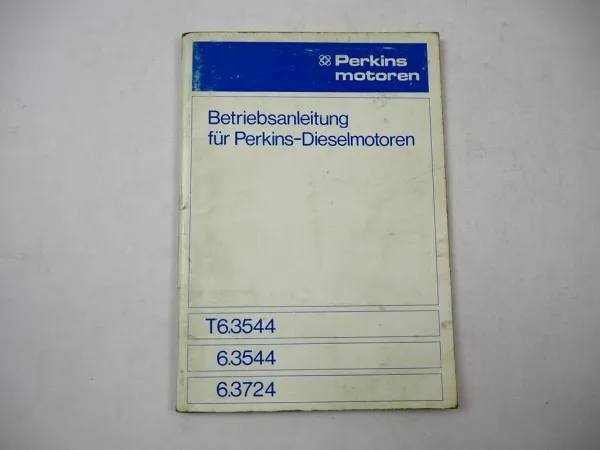 Perkins
motoren
Betriebsanleitung
für Perkins-Dieselmotoren
T6.3544
6.3544
6.3724